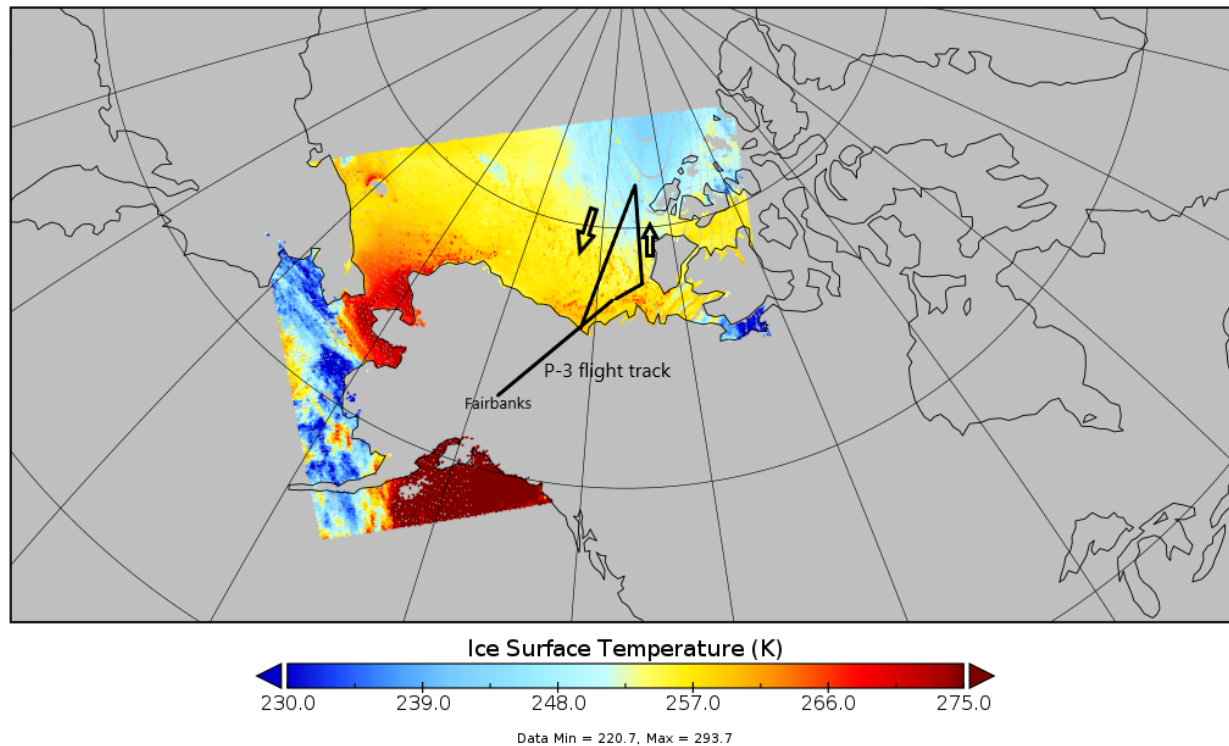 P-3 flight track
Fairbanks
Ice Surface Temperature (K)
230.0 239.0 248.0 257.0 266.0 275.0
Data Min = 220.7, Max = 293.7